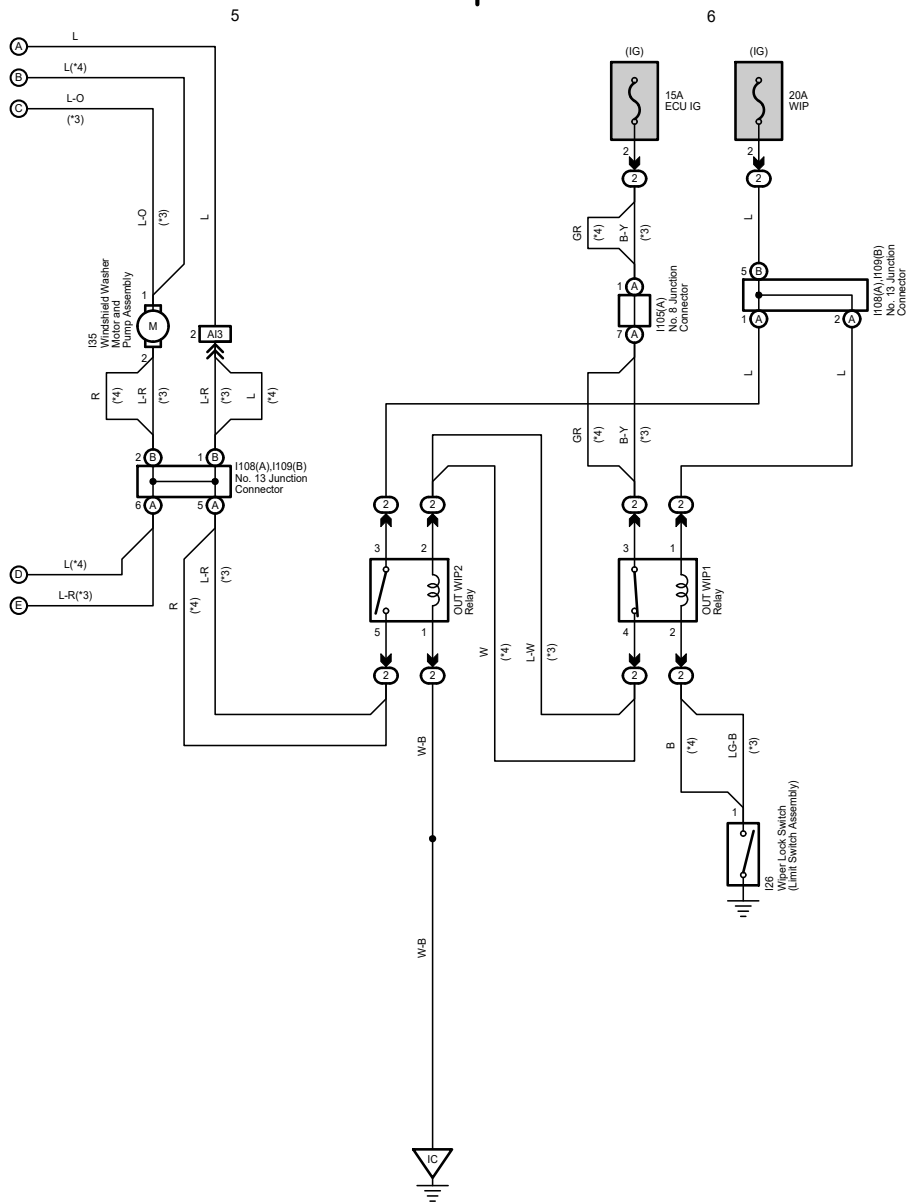 5
6
A
L
B
L(*4)
C
L-O
(*3)
(IG)
15A
ECU IG
(IG)
20A
WIP
2
2
2
2
L-O
(*3)
L
GR
(*4)
B-Y
(*3)
L
1
I35
Windshield Washer
Motor and
Pump Assembly
M
2
2
AI3
1
A
I105(A)
No. 8 Junction
Connector
7
A
5
B
I108(A),I109(B)
No. 13 Junction
Connector
1
A
2
A
R
(*4)
L-R
(*3)
L-R
(*3)
L
(*4)
GR
(*4)
B-Y
(*3)
L
L
2
B
1
B
I108(A),I109(B)
No. 13 Junction
Connector
6
A
5
A
2
2
2
2
D
L(*4)
E
L-R(*3)
R
(*4)
L-R
(*3)
3
2
OUT WIP2
Relay
5
1
3
1
OUT WIP1
Relay
4
2
W
(*4)
L-W
(*3)
2
2
2
2
W-B
B
(*4)
LG-B
(*3)
1
I26
Wiper Lock Switch
(Limit Switch Assembly)
W-B
IC